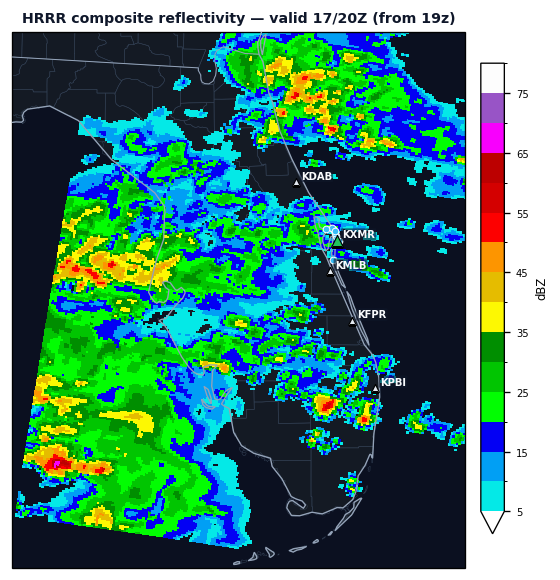 HRRR composite reflectivity — valid 17/20Z (from 19z)
KDAB
KXMR
KMLB
KFPR
KPBI
75
65
55
45
35
25
15
5
dBZ